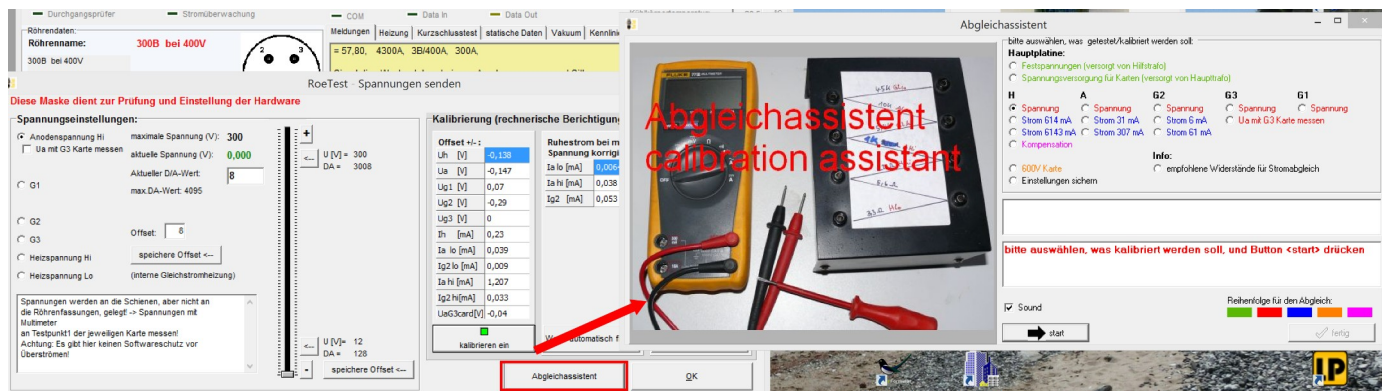 Durchgangsprüfer
Stromüberwachung
COM
Data In
Data Out
Röhrendaten:
Röhrenname:
300B bei 400V
300B bei 400V
2
3
Meldungen
Heizung
Kurzschlusstest
statische Daten
Vakuum
Kennlini
= 57,80, 4300A, 3B/400A, 300A,
RoeTest - Spannungen senden
Diese Maske dient zur Prüfung und Einstellung der Hardware
Spannungseinstellungen:
Anodenspannung Hi
Ua mit G3 Karte messen
G1
G2
G3
Heizspannung Hi
Heizspannung Lo
maximale Spannung (V): 300
aktuelle Spannung (V): 0,000
Aktueller D/A-Wert: 8
max.DA-Wert: 4095
Offset: 8
speichere Offset <--
(interne Gleichstromheizung)
+
<-- U [V]= 300
DA = 3008
<-- U [V]= 12
DA = 128
-
speichere Offset <--
Spannungen werden an die Schienen, aber nicht an
die Röhrenfassungen, gelegt! -> Spannungen mit
Multimeter
an Testpunkt1 der jeweiligen Karte messen!
Achtung: Es gibt hier keinen Softwareschutz vor
Überströmen!
Kalibrierung (rechnerische Berichtigung
Offset +/- :
Uh [V] -0,138
Ua [V] -0,147
Ug1 [V] 0,07
Ug2 [V] -0,29
Ug3 [V] 0
Ih [mA] 0,23
Ia lo [mA] 0,039
Ig2 lo [mA] 0,009
Ia hi [mA] 1,207
Ig2 hi[mA] 0,033
UaG3card[V] -0,04
Ruhestrom bei m
Spannung korrigi
Ia lo [mA] 0,006
Ia hi [mA] 0,038
Ig2 [mA] 0,053
kalibrieren ein
Abgleichassistent
OK
Abgleichassistent
FLUKE
OFF
Abgleichassistent
calibration assistant
bitte auswählen, was getestet/kalibriert werden soll:
Hauptplatine:
Festspannungen (versorgt von Hilfstrafo)
Spannungsversorgung für Karten (versorgt von Haupttrafo)
H A G2 G3 G1
Spannung Spannung Spannung Spannung Spannung
Strom 614 mA Strom 31 mA Strom 6 mA Ua mit G3 Karte messen
Strom 6143 mA Strom 307 mA Strom 61 mA
Kompensation
Info:
600V Karte empfohlene Widerstände für Stromabgleich
Einstellungen sichern
bitte auswählen, was kalibriert werden soll, und Button <start> drücken
Sound
Reihenfolge für den Abgleich:
start
fertig
IP